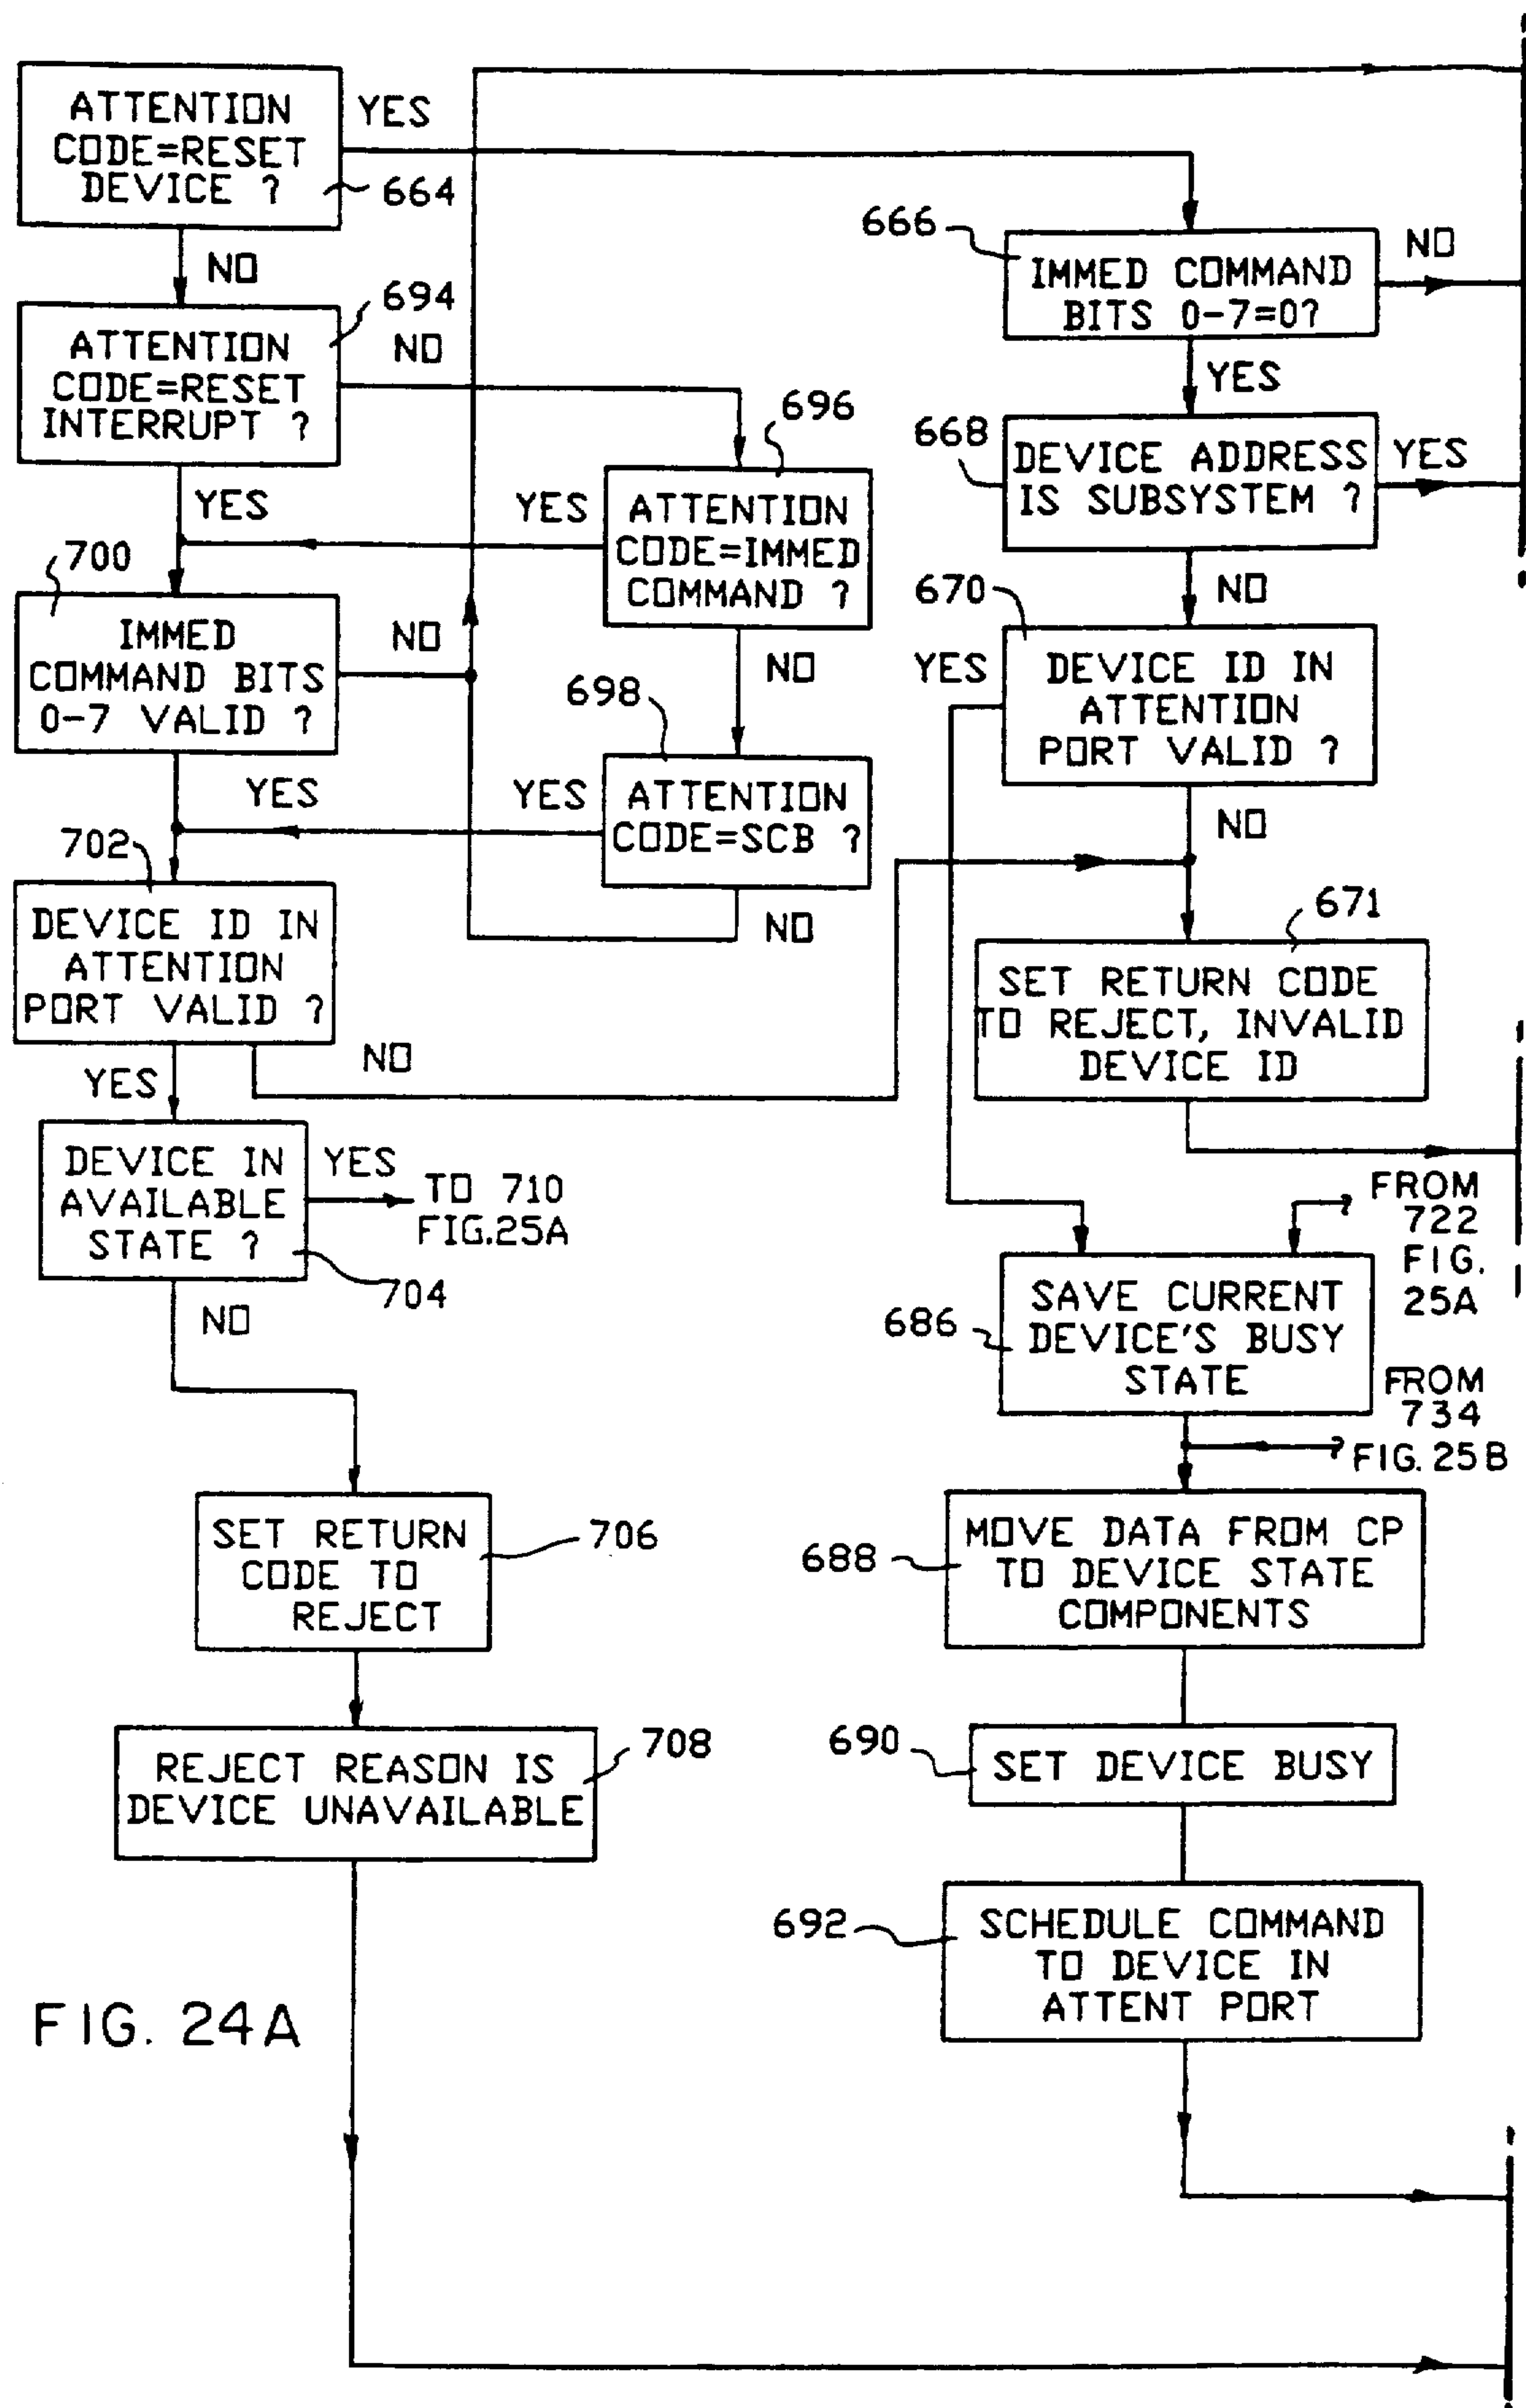 ATTENTION
CODE=RESET
DEVICE ?
664
YES
NO
694
ATTENTION
CODE=RESET
INTERRUPT ?
NO
YES
696
ATTENTION
CODE=IMMED
COMMAND ?
YES
NO
700
IMMED
COMMAND BITS
0-7 VALID ?
NO
YES
698
ATTENTION
CODE=SCB ?
YES
NO
702
DEVICE ID IN
ATTENTION
PORT VALID ?
NO
YES
DEVICE IN
AVAILABLE
STATE ?
704
YES
TO 710
FIG.25A
NO
SET RETURN
CODE TO
REJECT
706
REJECT REASON IS
DEVICE UNAVAILABLE
708
666
IMMED COMMAND
BITS 0-7=0?
NO
YES
668
DEVICE ADDRESS
IS SUBSYSTEM ?
YES
NO
670
DEVICE ID IN
ATTENTION
PORT VALID ?
YES
NO
671
SET RETURN CODE
TO REJECT, INVALID
DEVICE ID
FROM
722
FIG.
25A
686
SAVE CURRENT
DEVICE'S BUSY
STATE
FROM
734
FIG. 25B
688
MOVE DATA FROM CP
TO DEVICE STATE
COMPONENTS
690
SET DEVICE BUSY
692
SCHEDULE COMMAND
TO DEVICE IN
ATTENT PORT
FIG. 24A